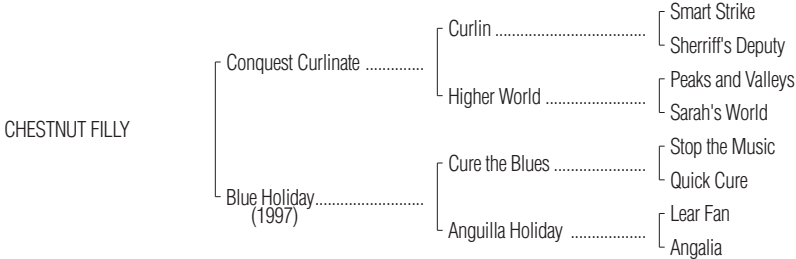 Smart Strike
Curlin ....................................
Sherriff's Deputy
Conquest Curlinate ..............
Peaks and Valleys
Higher World ........................
Sarah's World
CHESTNUT FILLY
Stop the Music
Cure the Blues ......................
Quick Cure
Blue Holiday..........................
(1997)
Lear Fan
Anguilla Holiday ..................
Angalia